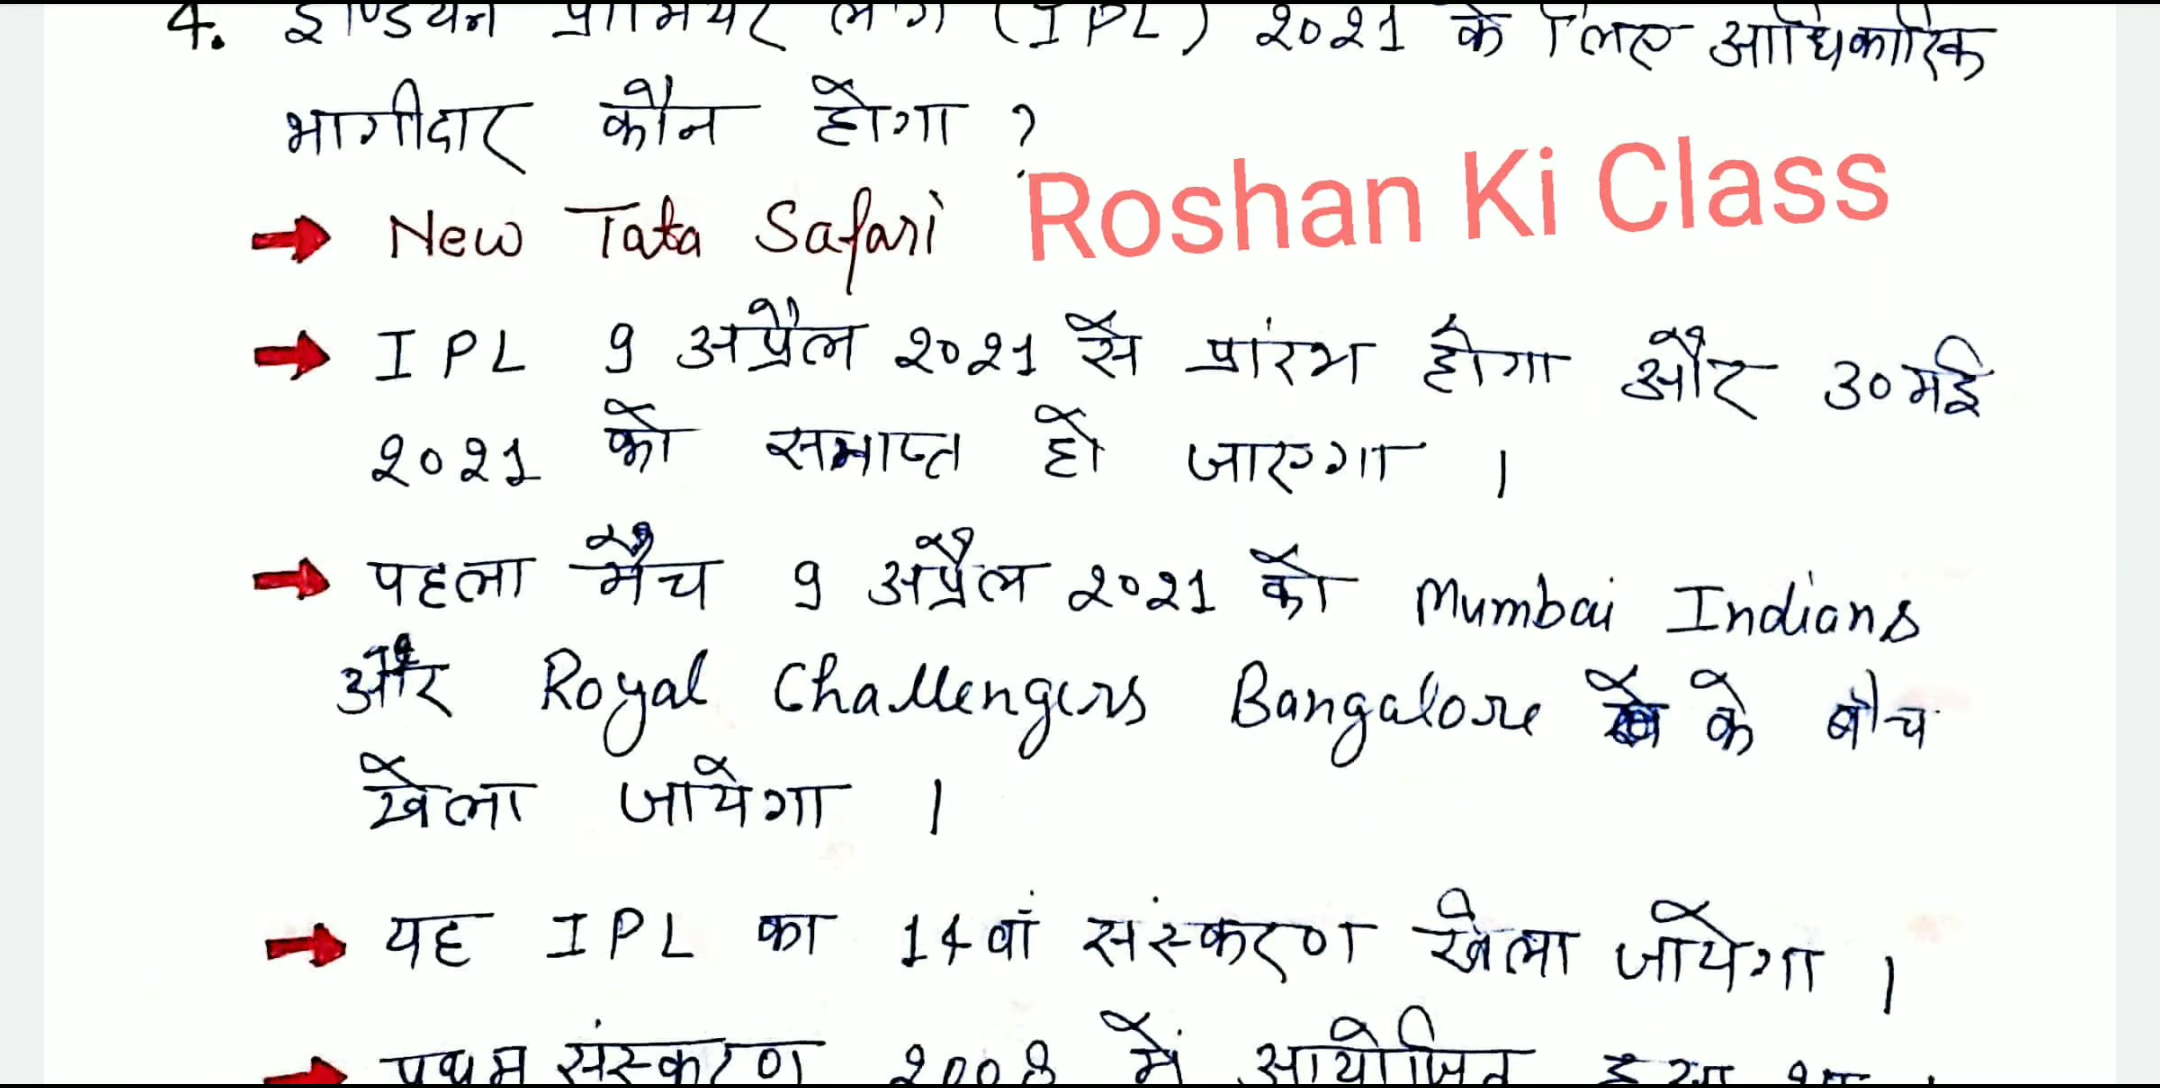 4. इण्डियन प्रीमियर लीग (IPL) 2021 के लिए आधिकारिक
भागीदार कौन होगा ?
Roshan Ki Class
→ New Tata Safari
→ IPL 9 अप्रैल 2021 से प्रांरभ होगा और 30 मई
2021 को समाप्त हो जाएगा ।
→ पहला मैच 9 अप्रैल 2021 को Mumbai Indians
और Royal Challengers Bangalore के बीच
खेला जायेगा ।
→ यह IPL का 14वां संस्करण खेला जायेगा ।
→ प्रथम संस्करण 2008 में आयोजित हुआ था